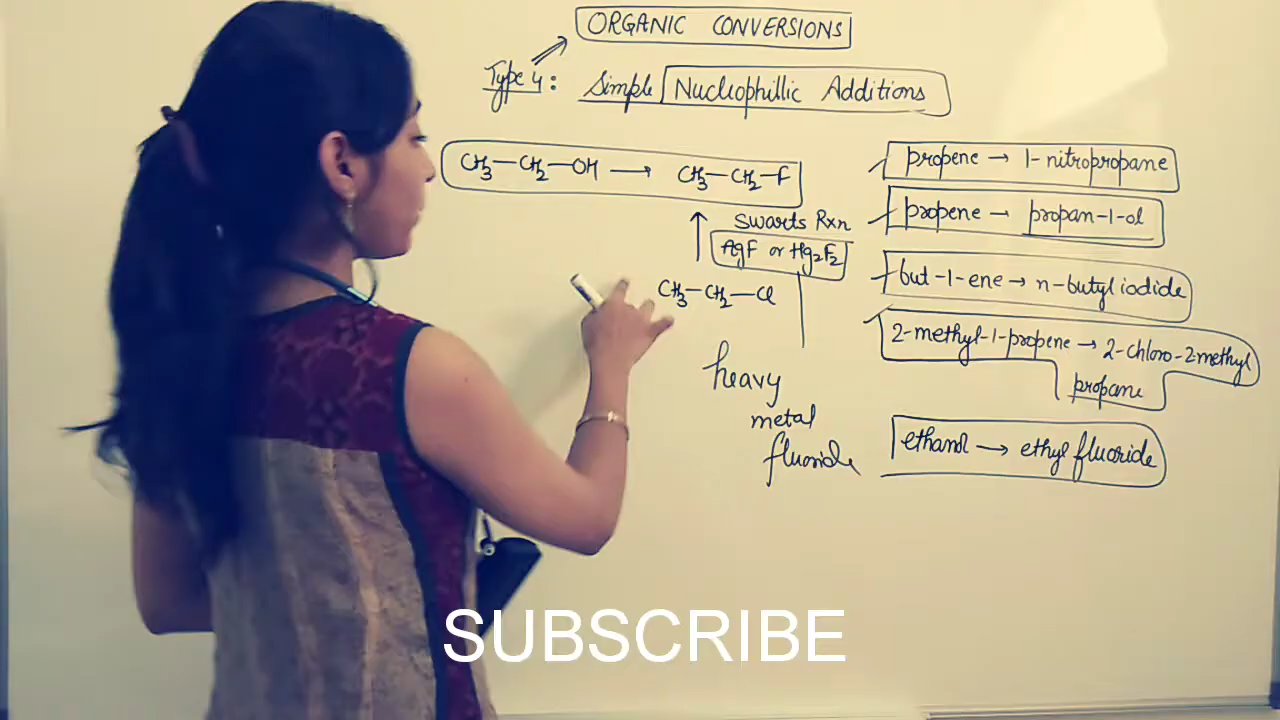 ORGANIC CONVERSIONS
Type 4: Simple Nucleophillic Additions
CH3—CH2—OH → CH3—CH2—F
Swarts Rxn
AgF or Hg2F2
CH3—CH2—Cl
heavy
metal
fluoride
propene → 1-nitropropane
propene → propan-1-ol
but-1-ene → n-butyl iodide
2-methyl-1-propene → 2-chloro-2methyl
propane
ethanol → ethyl fluoride
SUBSCRIBE